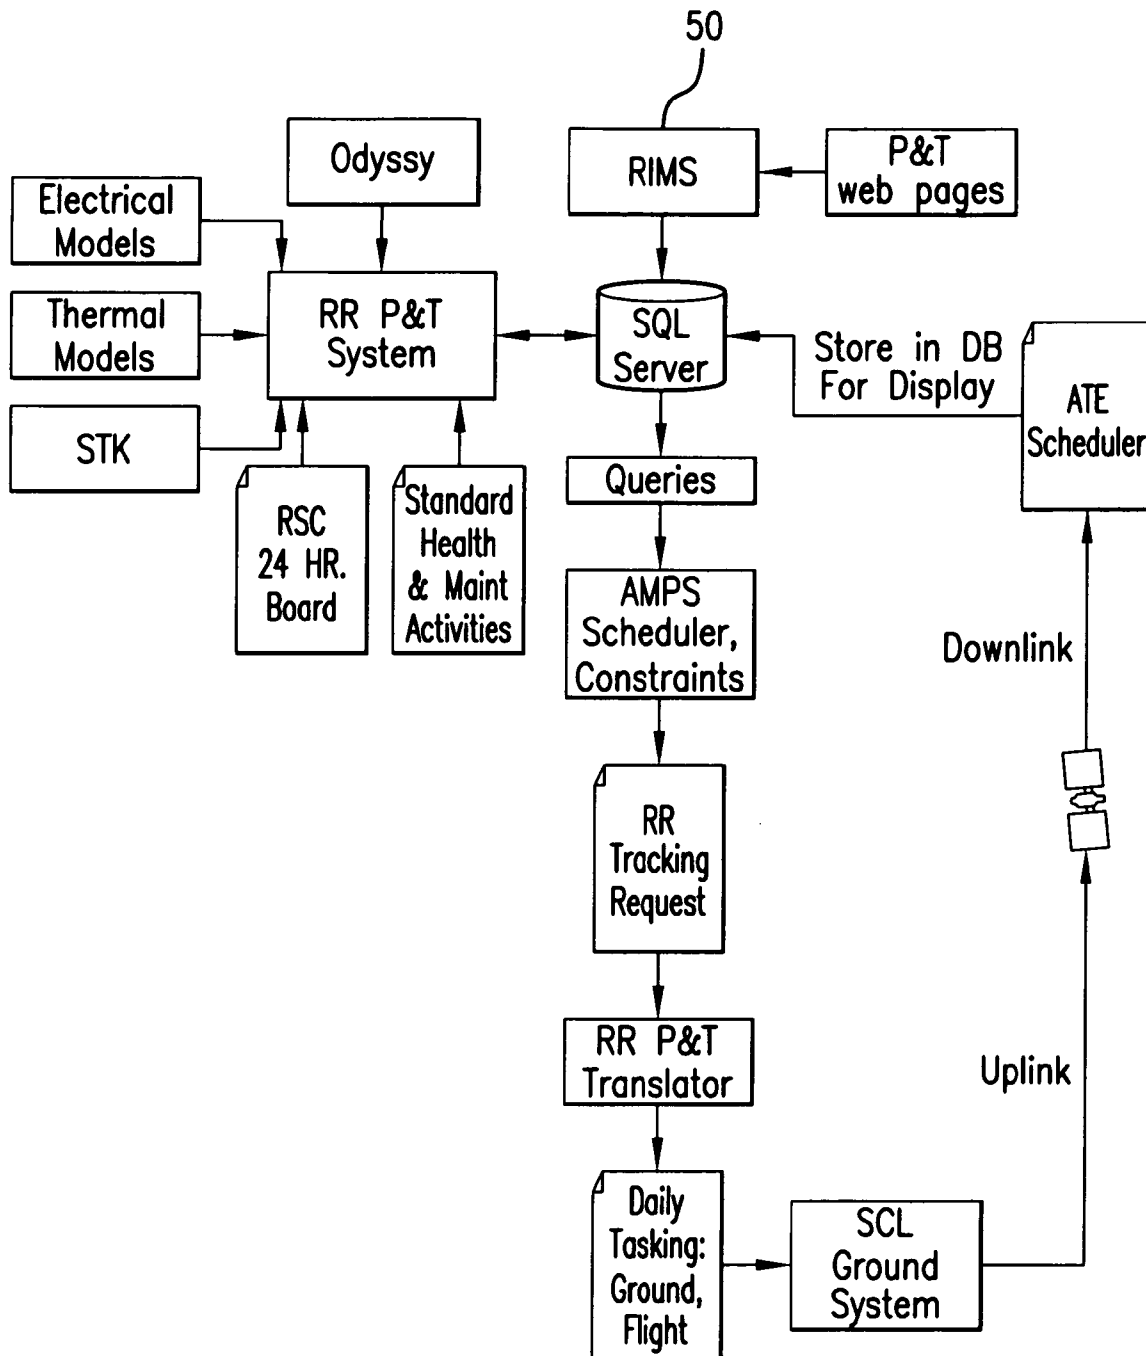 50
Odyssy
RIMS
P&T
web pages
Electrical
Models
Thermal
Models
RR P&T
System
SQL
Server
Store in DB
For Display
ATE
Scheduler
STK
Queries
RSC
24 HR.
Board
Standard
Health
& Maint
Activities
AMPS
Scheduler,
Constraints
Downlink
RR
Tracking
Request
RR P&T
Translator
Uplink
Daily
Tasking:
Ground,
Flight
SCL
Ground
System